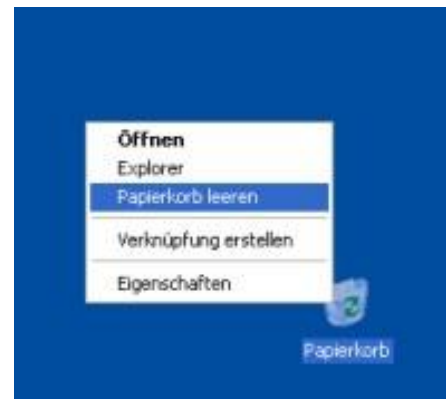 Öffnen
Explorer
Papierkorb leeren
Verknüpfung erstellen
Eigenschaften
Papierkorb